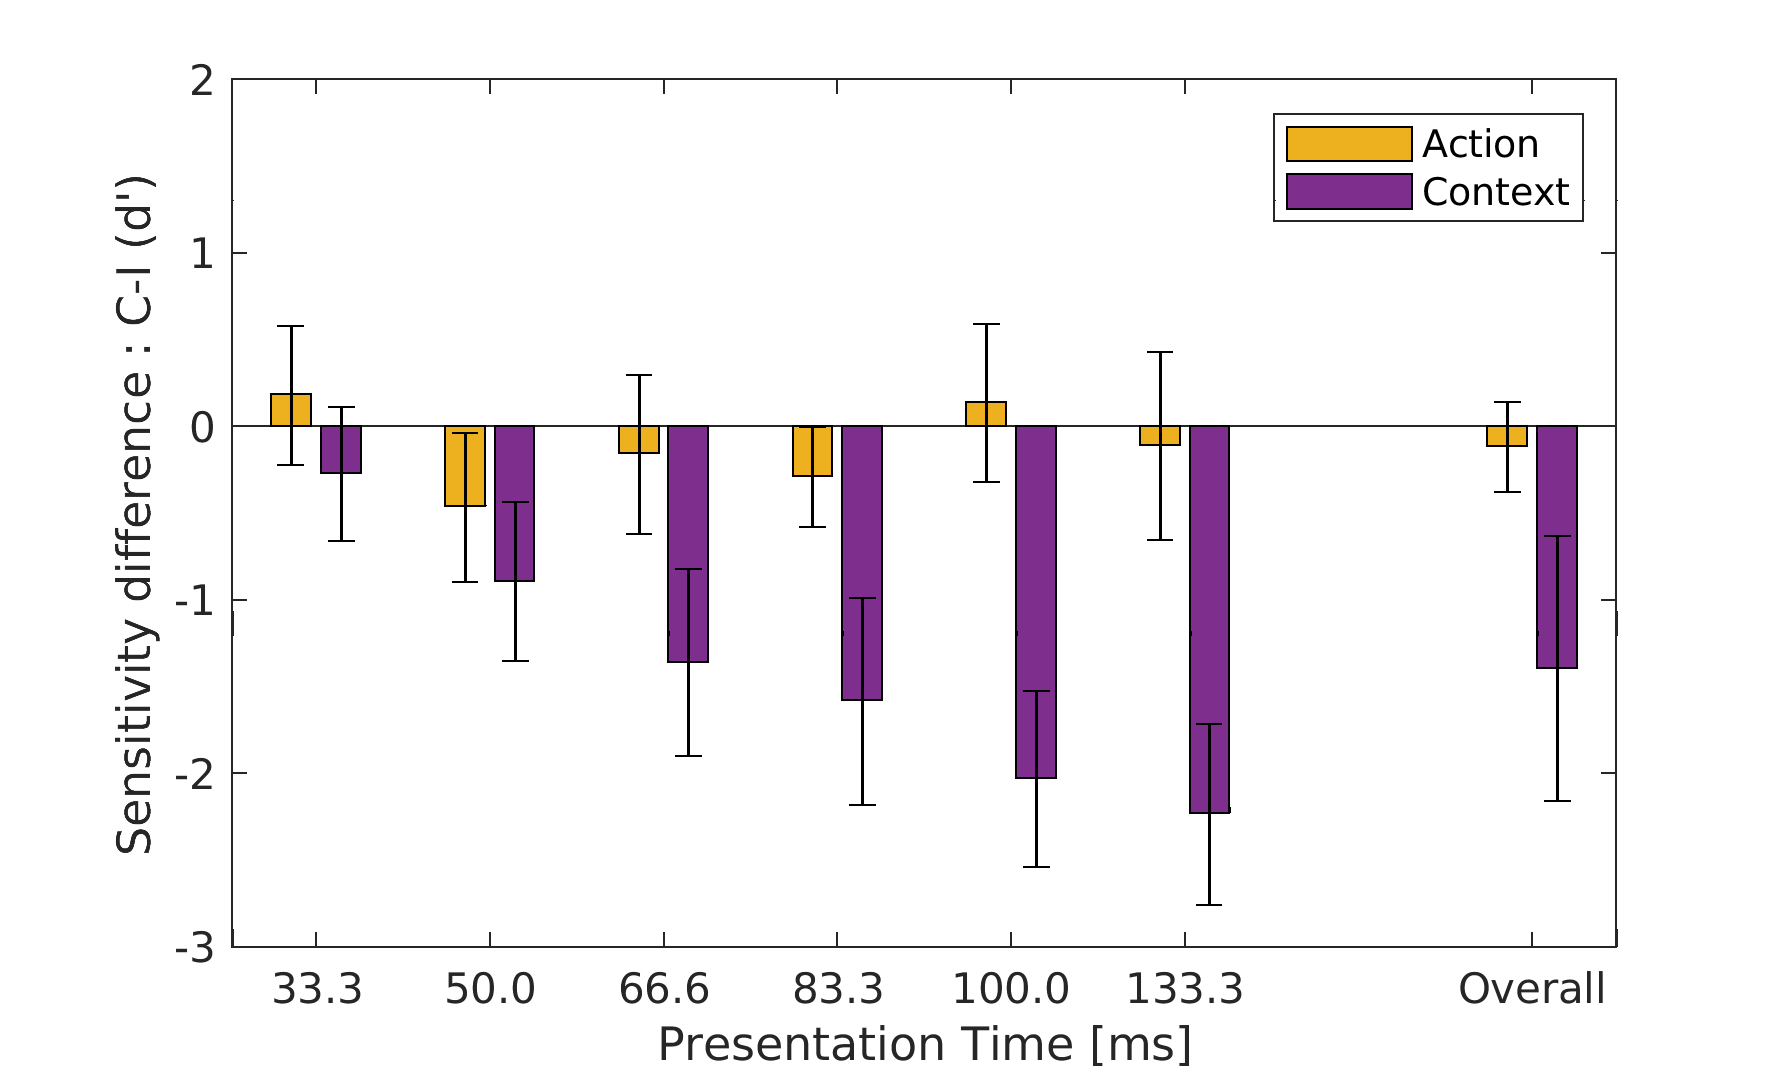 Sensitivity difference : C-I (d')
2
1
0
-1
-2
-3
Action
Context
33.3 50.0 66.6 83.3 100.0 133.3 Overall
Presentation Time [ms]